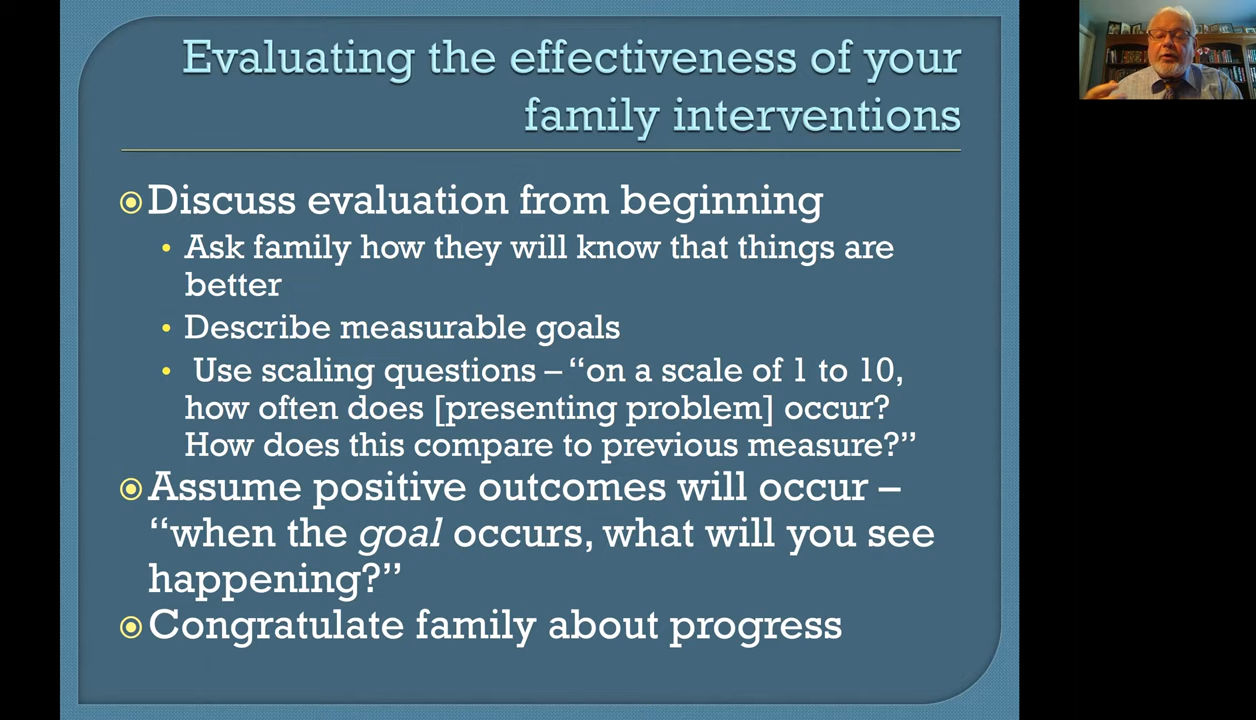 Evaluating the effectiveness of your
family interventions
Discuss evaluation from beginning
• Ask family how they will know that things are
better
• Describe measurable goals
• Use scaling questions – “on a scale of 1 to 10,
how often does [presenting problem] occur?
How does this compare to previous measure?”
Assume positive outcomes will occur –
“when the goal occurs, what will you see
happening?”
Congratulate family about progress